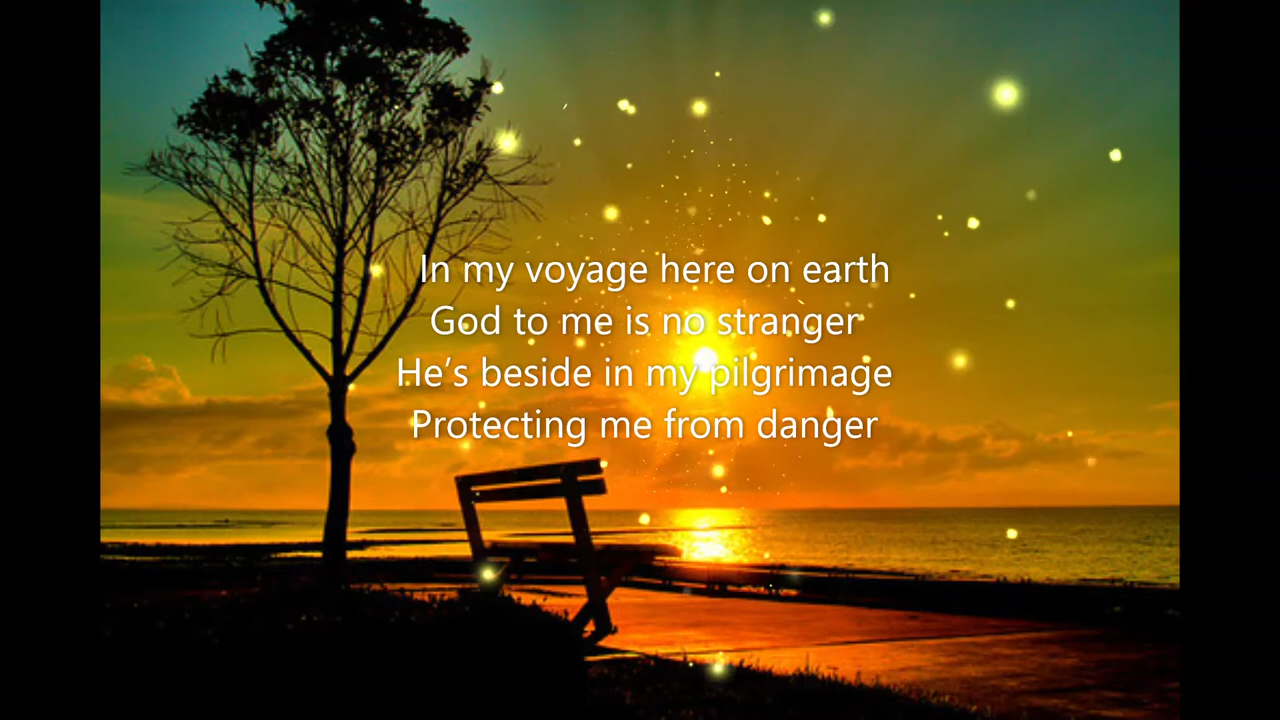 In my voyage here on earth
God to me is no stranger
He’s beside in my pilgrimage
Protecting me from danger